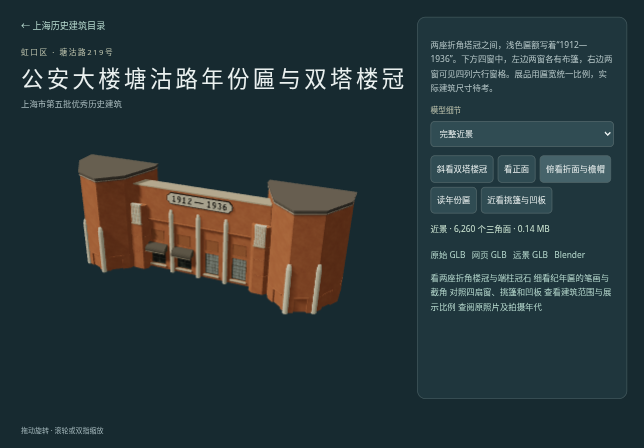 ← 上海历史建筑目录
虹口区 · 塘沽路219号
公安大楼塘沽路年份匾与双塔楼冠
上海市第五批优秀历史建筑
1912 — 1936
拖动旋转 · 滚轮或双指缩放
两座折角塔冠之间，浅色匾额写着“1912—
1936”。下方四窗中，左边两窗各有布篷，右边两
窗可见四列六行窗格。展品用匾宽统一比例，实
际建筑尺寸待考。
模型细节
完整近景
斜看双塔楼冠
看正面
俯看折面与檐帽
读年份匾
近看挑篷与凹板
近景 · 6,260 个三角面 · 0.14 MB
原始 GLB 网页 GLB 远景 GLB Blender
看两座折角楼冠与端柱冠石 细看纪年匾的笔画与
截角 对照四扇窗、挑篷和凹板 查看建筑范围与展
示比例 查阅原照片及拍摄年代